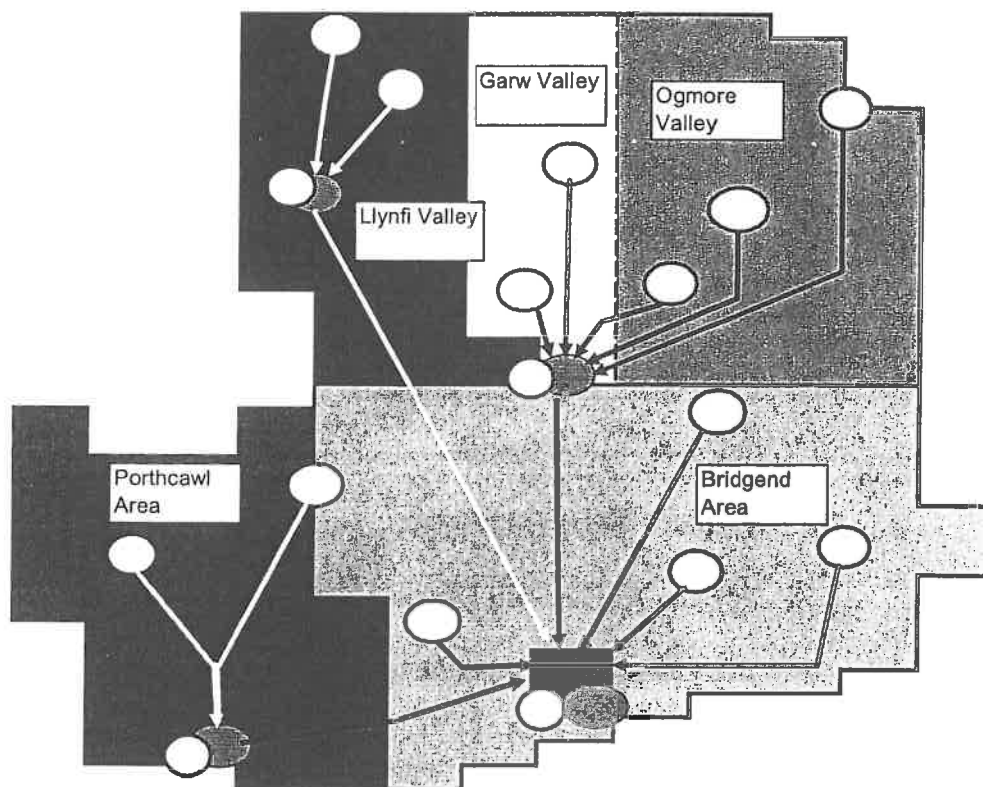 Garw Valley
Ogmore
Valley
Llynfi Valley
Porthcawl
Area
Bridgend
Area